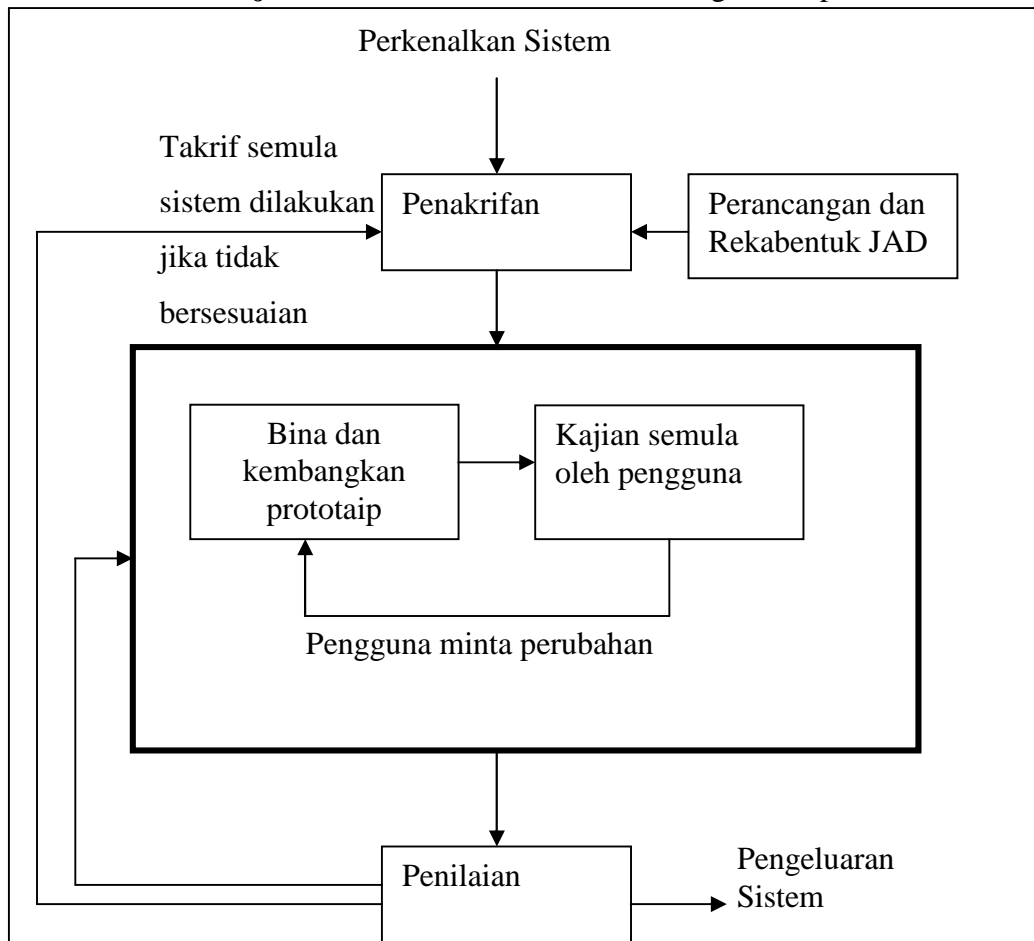 Perkenalkan Sistem
Takrif semula
sistem dilakukan
jika tidak
bersesuaian
Penakrifan
Perancangan dan
Rekabentuk JAD
Bina dan
kembangkan
prototaip
Kajian semula
oleh pengguna
Pengguna minta perubahan
Penilaian
Pengeluaran
Sistem